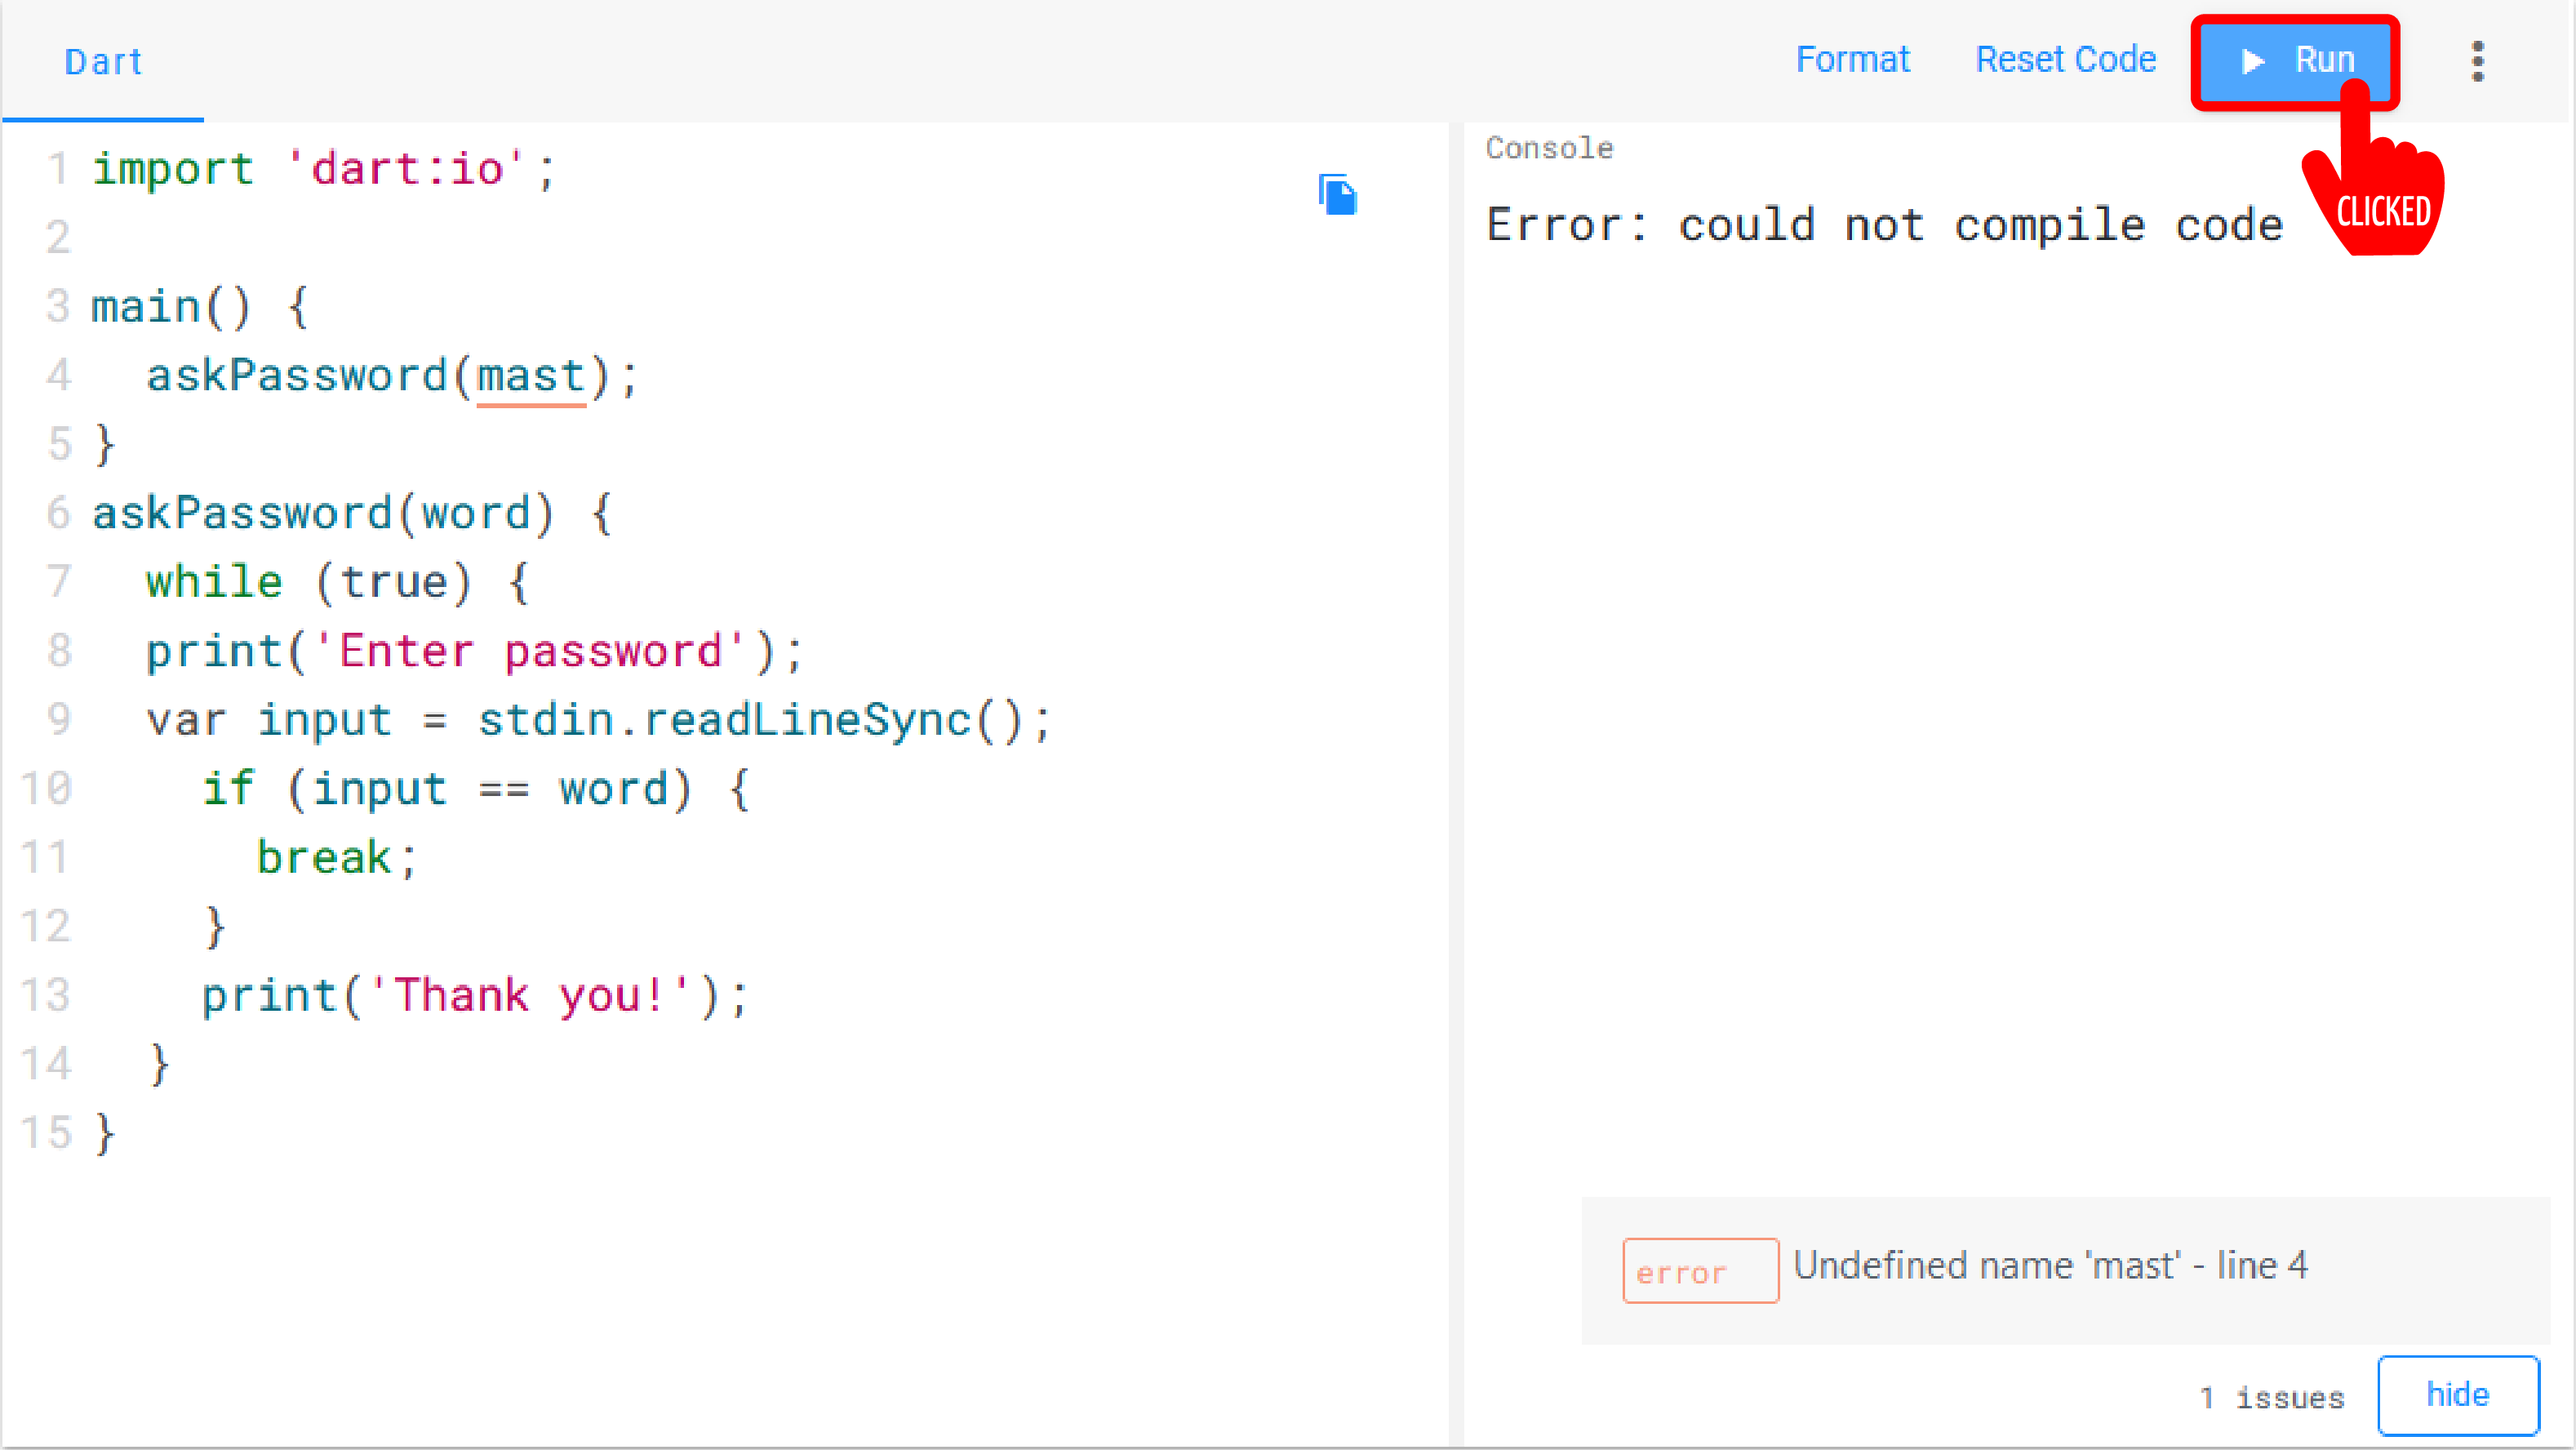 Dart
Format Reset Code Run
CLICKED
1 import 'dart:io';
2
3 main() {
4   askPassword(mast);
5 }
6 askPassword(word) {
7   while (true) {
8   print('Enter password');
9   var input = stdin.readLineSync();
10     if (input == word) {
11       break;
12     }
13     print('Thank you!');
14   }
15 }
Console
Error: could not compile code
error Undefined name 'mast' - line 4
1 issues hide